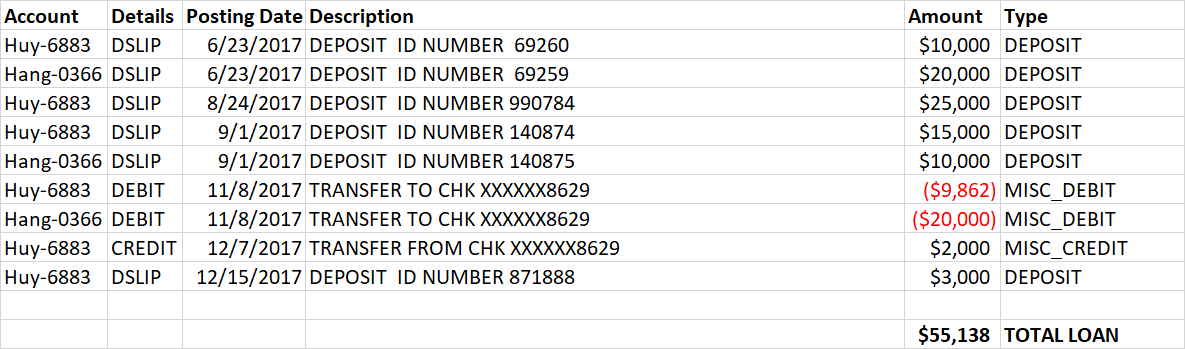 Account Details Posting Date Description Amount Type
Huy-6883 DSLIP 6/23/2017 DEPOSIT  ID NUMBER  69260 $10,000 DEPOSIT
Hang-0366 DSLIP 6/23/2017 DEPOSIT  ID NUMBER  69259 $20,000 DEPOSIT
Huy-6883 DSLIP 8/24/2017 DEPOSIT  ID NUMBER 990784 $25,000 DEPOSIT
Huy-6883 DSLIP 9/1/2017 DEPOSIT  ID NUMBER 140874 $15,000 DEPOSIT
Hang-0366 DSLIP 9/1/2017 DEPOSIT  ID NUMBER 140875 $10,000 DEPOSIT
Huy-6883 DEBIT 11/8/2017 TRANSFER TO CHK XXXXXX8629 ($9,862) MISC_DEBIT
Hang-0366 DEBIT 11/8/2017 TRANSFER TO CHK XXXXXX8629 ($20,000) MISC_DEBIT
Huy-6883 CREDIT 12/7/2017 TRANSFER FROM CHK XXXXXX8629 $2,000 MISC_CREDIT
Huy-6883 DSLIP 12/15/2017 DEPOSIT  ID NUMBER 871888 $3,000 DEPOSIT
$55,138 TOTAL LOAN